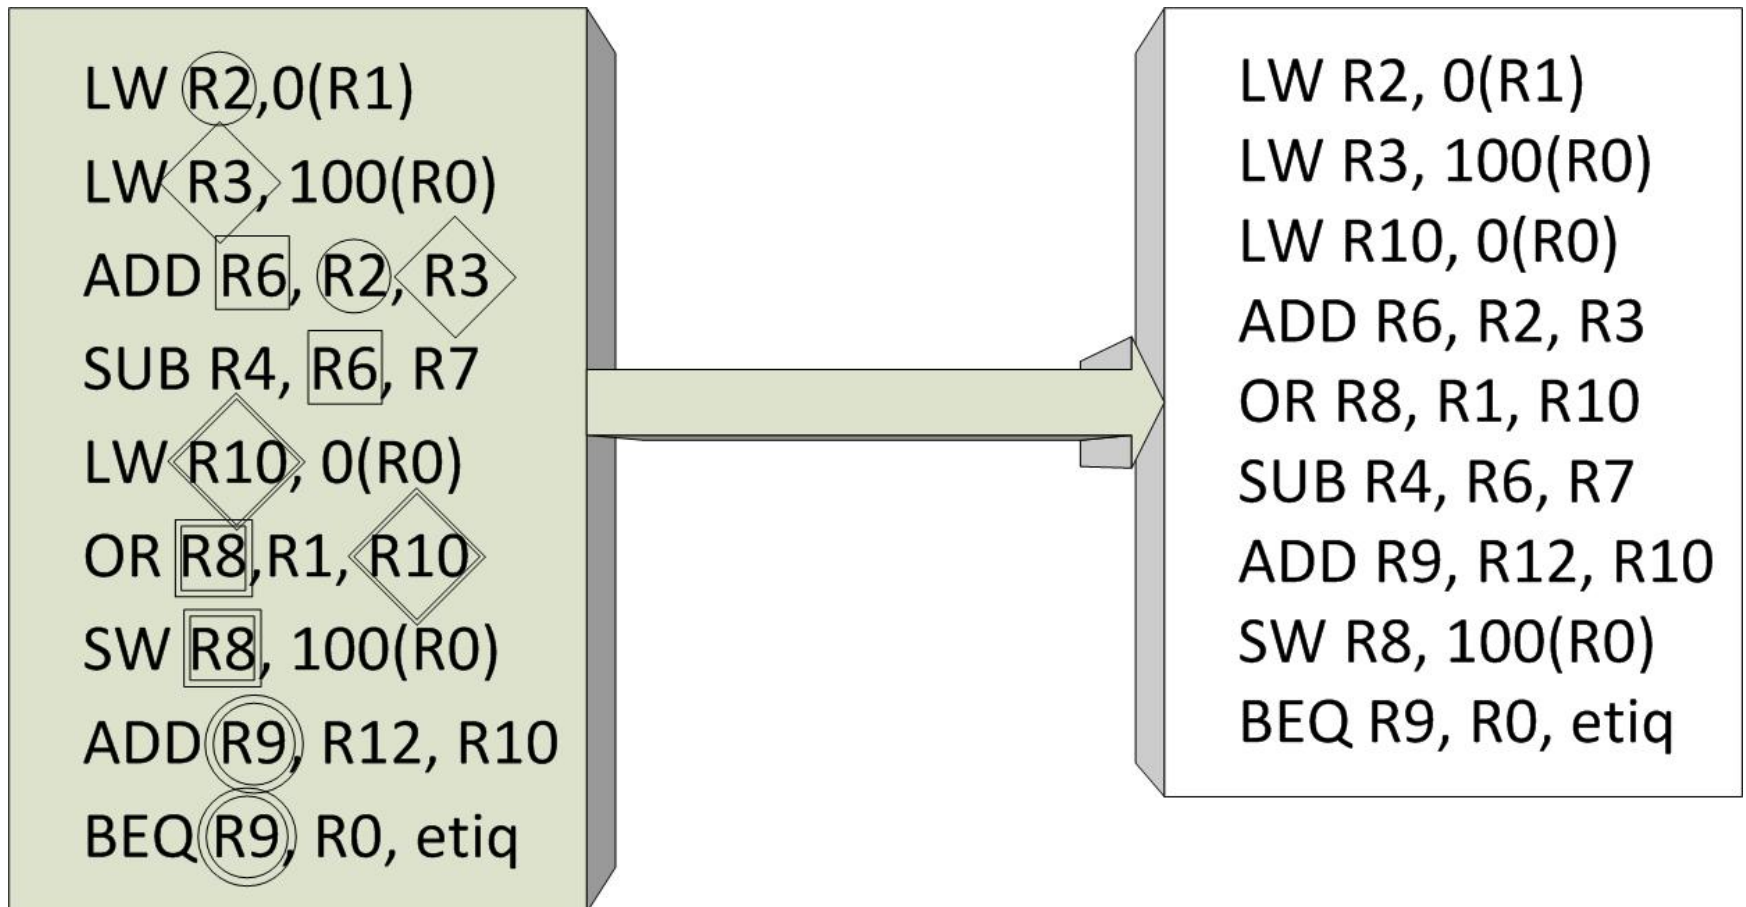 LW R2,0(R1)
LW R3, 100(R0)
ADD R6, R2, R3
SUB R4, R6, R7
LW R10, 0(R0)
OR R8,R1, R10
SW R8, 100(R0)
ADD R9, R12, R10
BEQ R9, R0, etiq
LW R2, 0(R1)
LW R3, 100(R0)
LW R10, 0(R0)
ADD R6, R2, R3
OR R8, R1, R10
SUB R4, R6, R7
ADD R9, R12, R10
SW R8, 100(R0)
BEQ R9, R0, etiq